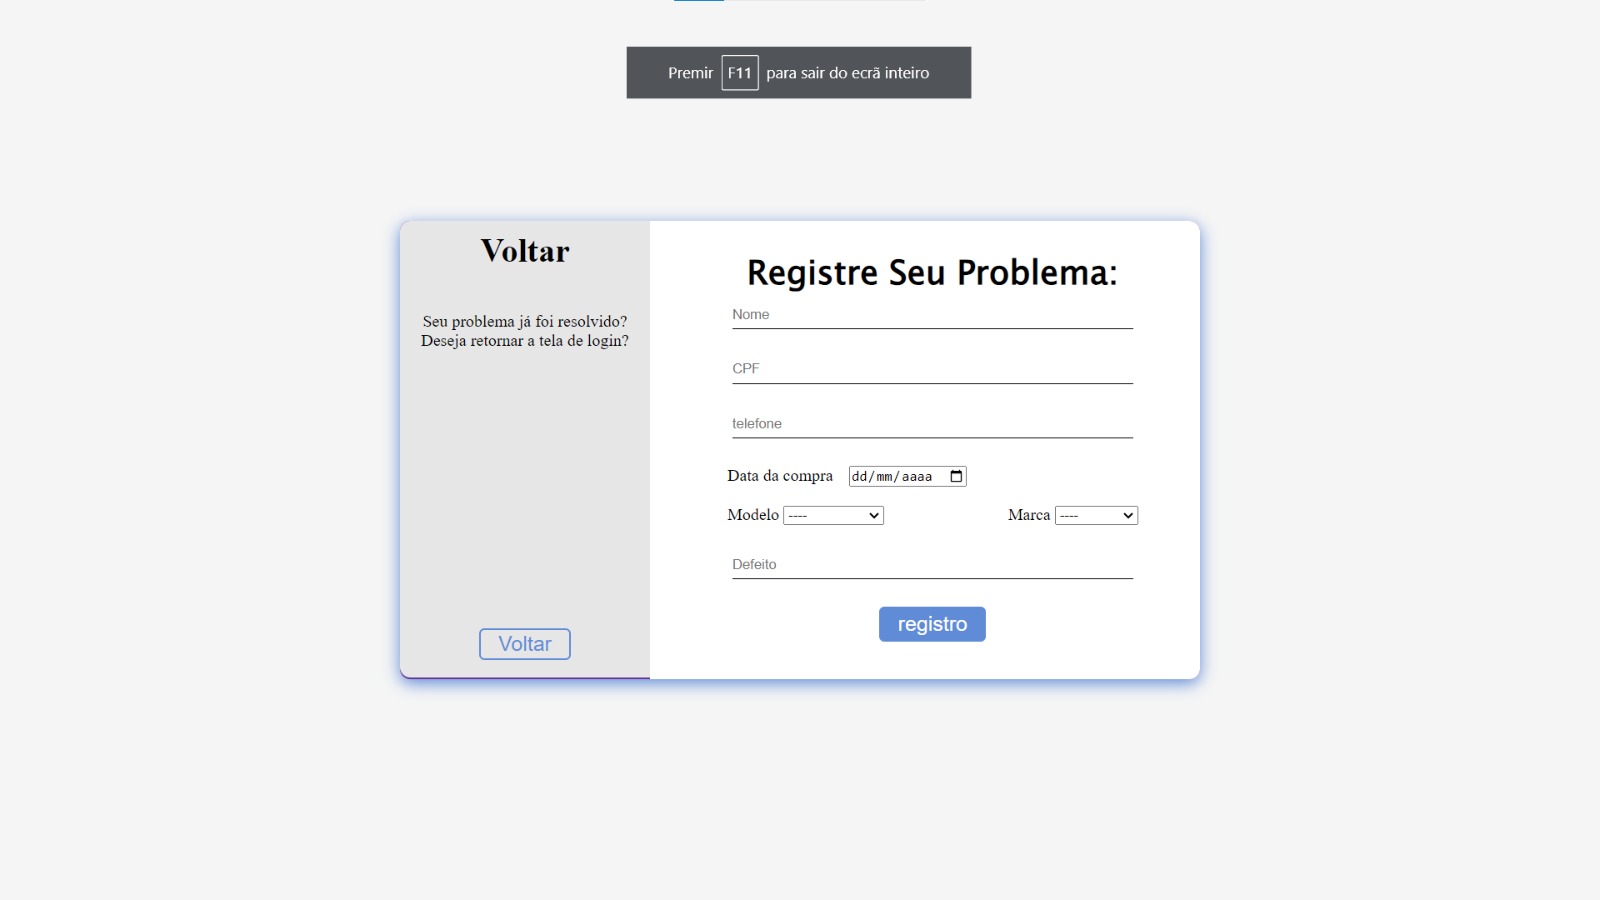 Premir F11 para sair do ecrã inteiro
Voltar
Seu problema já foi resolvido?
Deseja retornar a tela de login?
Voltar
Registre Seu Problema:
Nome
CPF
telefone
Data da compra dd/mm/aaaa
Modelo ---- Marca ----
Defeito
registro